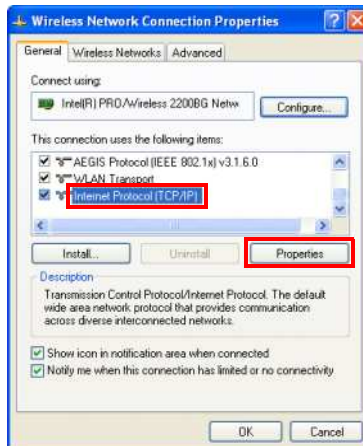 Wireless Network Connection Properties
General Wireless Networks Advanced
Connect using:
Intel(R) PRO/Wireless 2200BG Netw Configure...
This connection uses the following items:
AEGIS Protocol (IEEE 802.1x) v3.1.6.0
WLAN Transport
Internet Protocol (TCP/IP)
Install... Uninstall Properties
Description
Transmission Control Protocol/Internet Protocol. The default
wide area network protocol that provides communication
across diverse interconnected networks.
Show icon in notification area when connected
Notify me when this connection has limited or no connectivity
OK Cancel